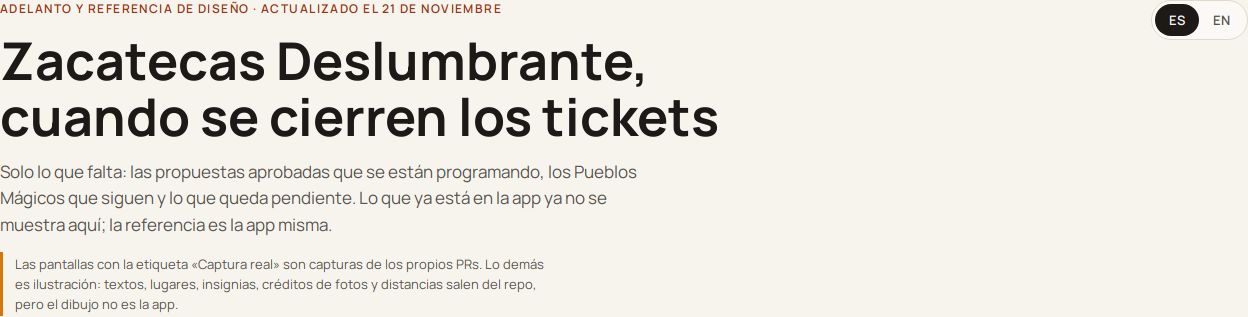 ADELANTO Y REFERENCIA DE DISEÑO · ACTUALIZADO EL 21 DE NOVIEMBRE
ES EN
Zacatecas Deslumbrante,
cuando se cierren los tickets
Solo lo que falta: las propuestas aprobadas que se están programando, los Pueblos
Mágicos que siguen y lo que queda pendiente. Lo que ya está en la app ya no se
muestra aquí; la referencia es la app misma.
Las pantallas con la etiqueta «Captura real» son capturas de los propios PRs. Lo demás
es ilustración: textos, lugares, insignias, créditos de fotos y distancias salen del repo,
pero el dibujo no es la app.